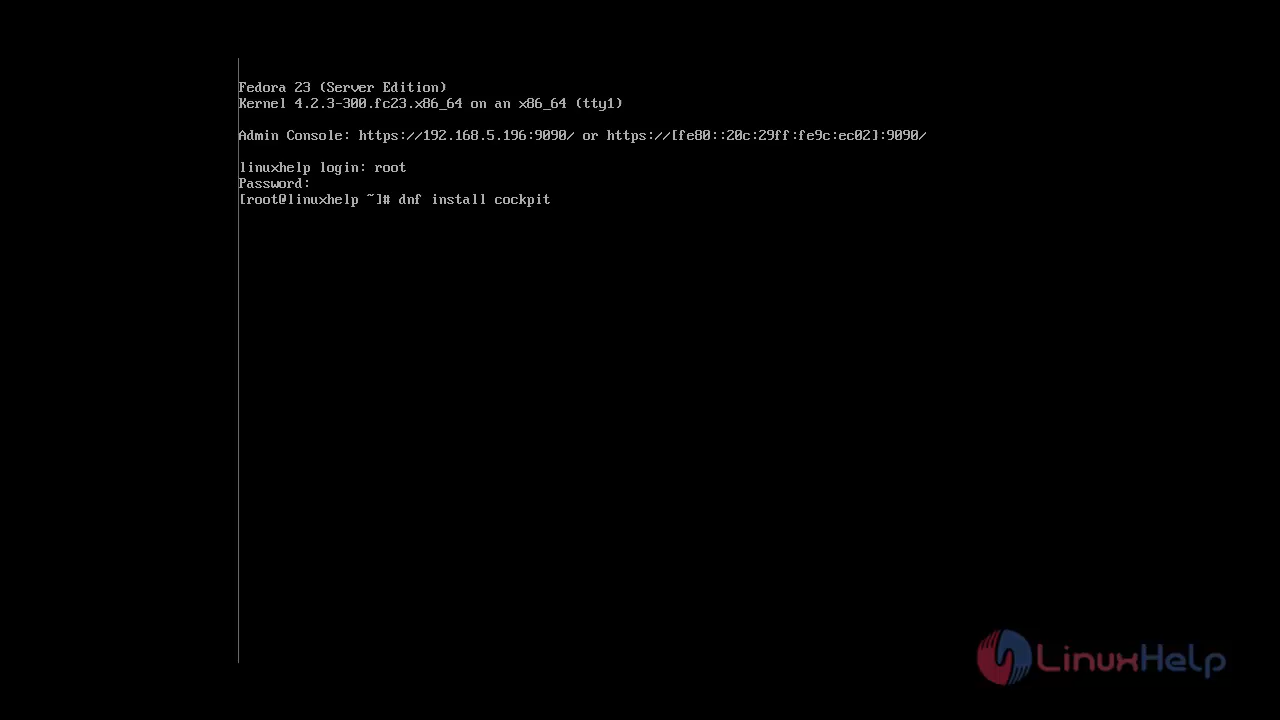 Fedora 23 (Server Edition)
Kernel 4.2.3-300.fc23.x86_64 on an x86_64 (tty1)
Admin Console: https://192.168.5.196:9090/ or https://[fe80::20c:29ff:fe9c:ec02]:9090/
linuxhelp login: root
Password:
[root@linuxhelp ~]# dnf install cockpit
LinuxHelp